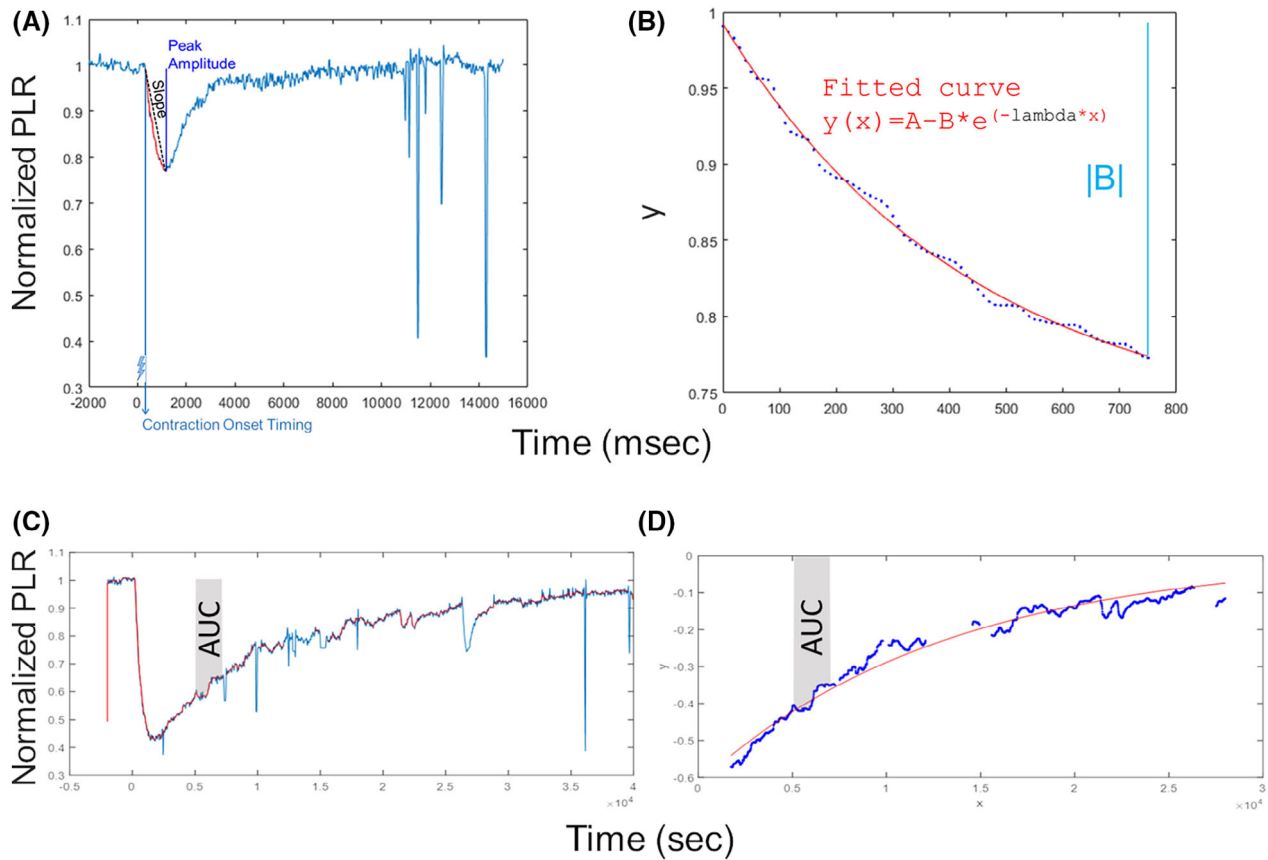 (A)
1.1
1
0.9
0.8
0.7
0.6
0.5
0.4
0.3
Normalized PLR
Peak
Amplitude
Slope
-2000 0 2000 4000 6000 8000 10000 12000 14000 16000
Contraction Onset Timing
(B)
1
0.95
0.9
0.85
0.8
0.75
y
Fitted curve
y(x)=A-B*e(-lambda*x)
|B|
0 100 200 300 400 500 600 700 800
Time (msec)
(C)
1.1
1
0.9
0.8
0.7
0.6
0.5
0.4
0.3
Normalized PLR
AUC
-0.5 0 0.5 1 1.5 2 2.5 3 3.5 40
×10 4
(D)
0
-0.1
-0.2
-0.3
-0.4
-0.5
-0.6
y
AUC
0 0.5 1 1.5 2 2.5 3
x
×10 4
Time (sec)